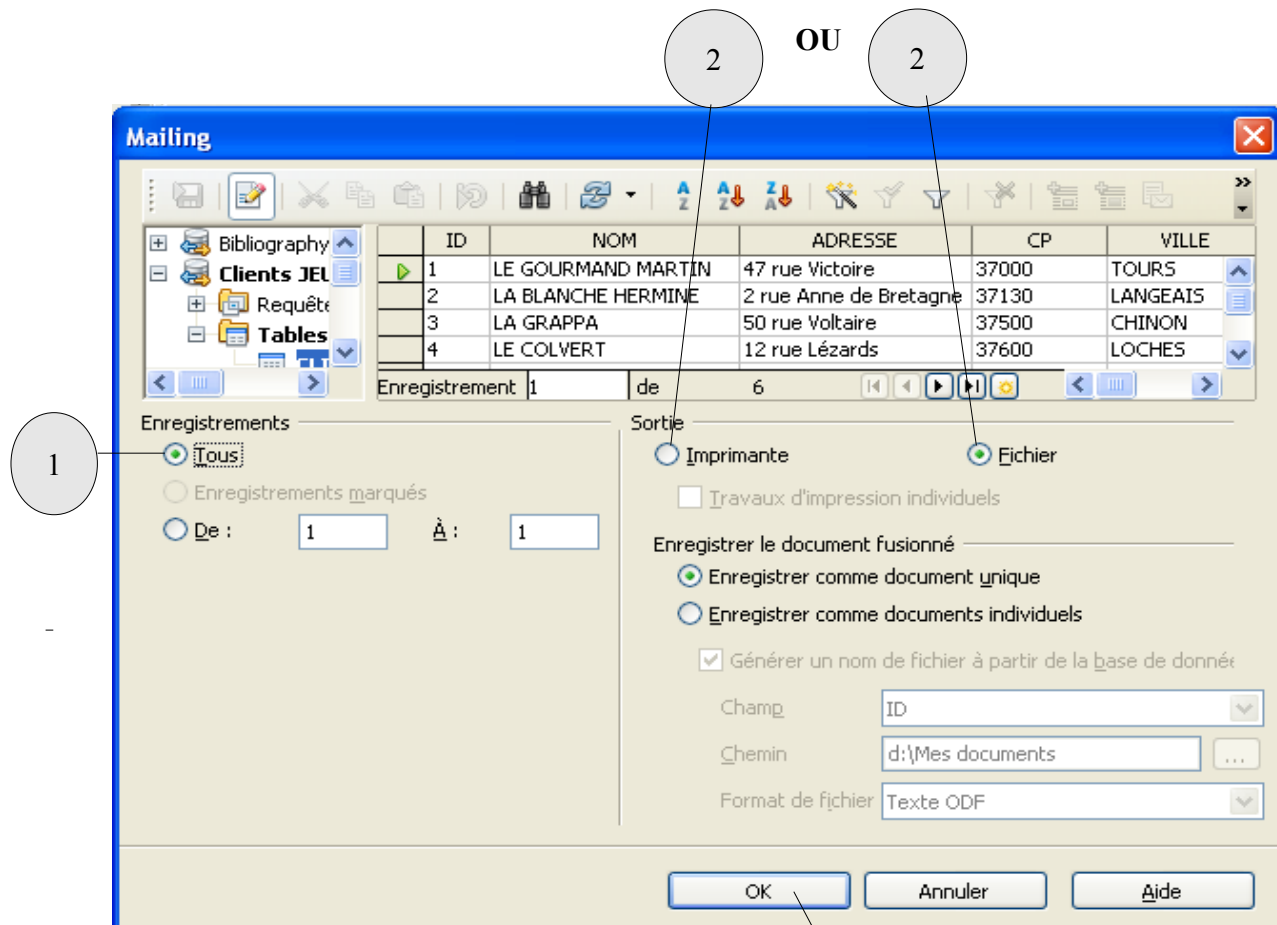 OU
2 2
Mailing
ID NOM ADRESSE CP VILLE
Bibliography
1 LE GOURMAND MARTIN 47 rue Victoire 37000 TOURS
Clients JEL
2 LA BLANCHE HERMINE 2 rue Anne de Bretagne 37130 LANGEAIS
Requête
3 LA GRAPPA 50 rue Voltaire 37500 CHINON
Tables
4 LE COLVERT 12 rue Lézards 37600 LOCHES
Enregistrement 1 de 6
Enregistrements
1
Tous
Enregistrements marqués
De : 1 À : 1
Sortie
Imprimante Fichier
Travaux d'impression individuels
Enregistrer le document fusionné
Enregistrer comme document unique
Enregistrer comme documents individuels
Générer un nom de fichier à partir de la base de donnée
Champ ID
Chemin d:\Mes documents ...
Format de fichier Texte ODF
OK Annuler Aide